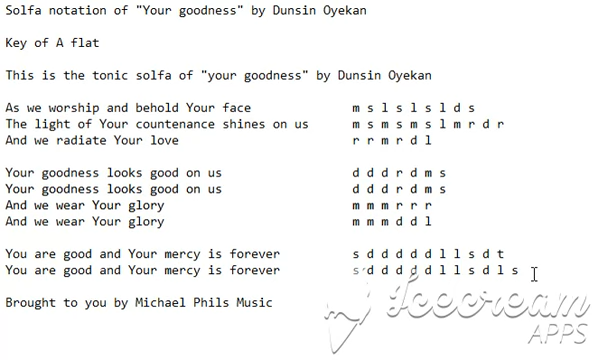 Solfa notation of "Your goodness" by Dunsin Oyekan
Key of A flat
This is the tonic solfa of "your goodness" by Dunsin Oyekan
As we worship and behold Your face m s l s l s l d s
The light of Your countenance shines on us m s m s m s l m r d r
And we radiate Your love r r m r d l
Your goodness looks good on us d d d r d m s
Your goodness looks good on us d d d r d m s
And we wear Your glory m m m r r r
And we wear Your glory m m m d d l
You are good and Your mercy is forever s d d d d d l l s d t
You are good and Your mercy is forever s d d d d d l l s d l s
Brought to you by Michael Phils Music
Icecream
APPS